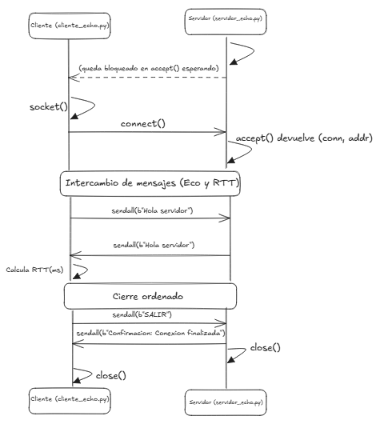 Cliente (cliente_echo.py)
Servidor (servidor_echo.py)
(queda bloqueado en accept() esperando)
socket()
connect()
accept() devuelve (conn, addr)
Intercambio de mensajes (Eco y RTT)
sendall(b"Hola servidor")
sendall(b"Hola servidor")
Calcula RTT(ms)
Cierre ordenado
sendall(b"SALIR")
sendall(b"Confirmacion: Conexion finalizada")
close()
close()
Cliente (cliente_echo.py)
Servidor (servidor_echo.py)